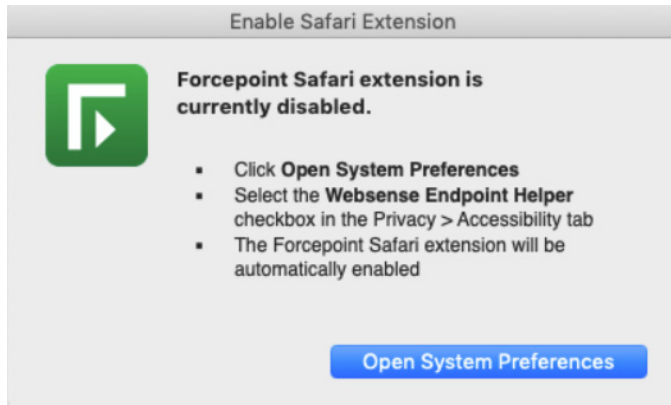 Enable Safari Extension
Forcepoint Safari extension is
currently disabled.
▪ Click Open System Preferences
▪ Select the Websense Endpoint Helper
checkbox in the Privacy > Accessibility tab
▪ The Forcepoint Safari extension will be
automatically enabled
Open System Preferences